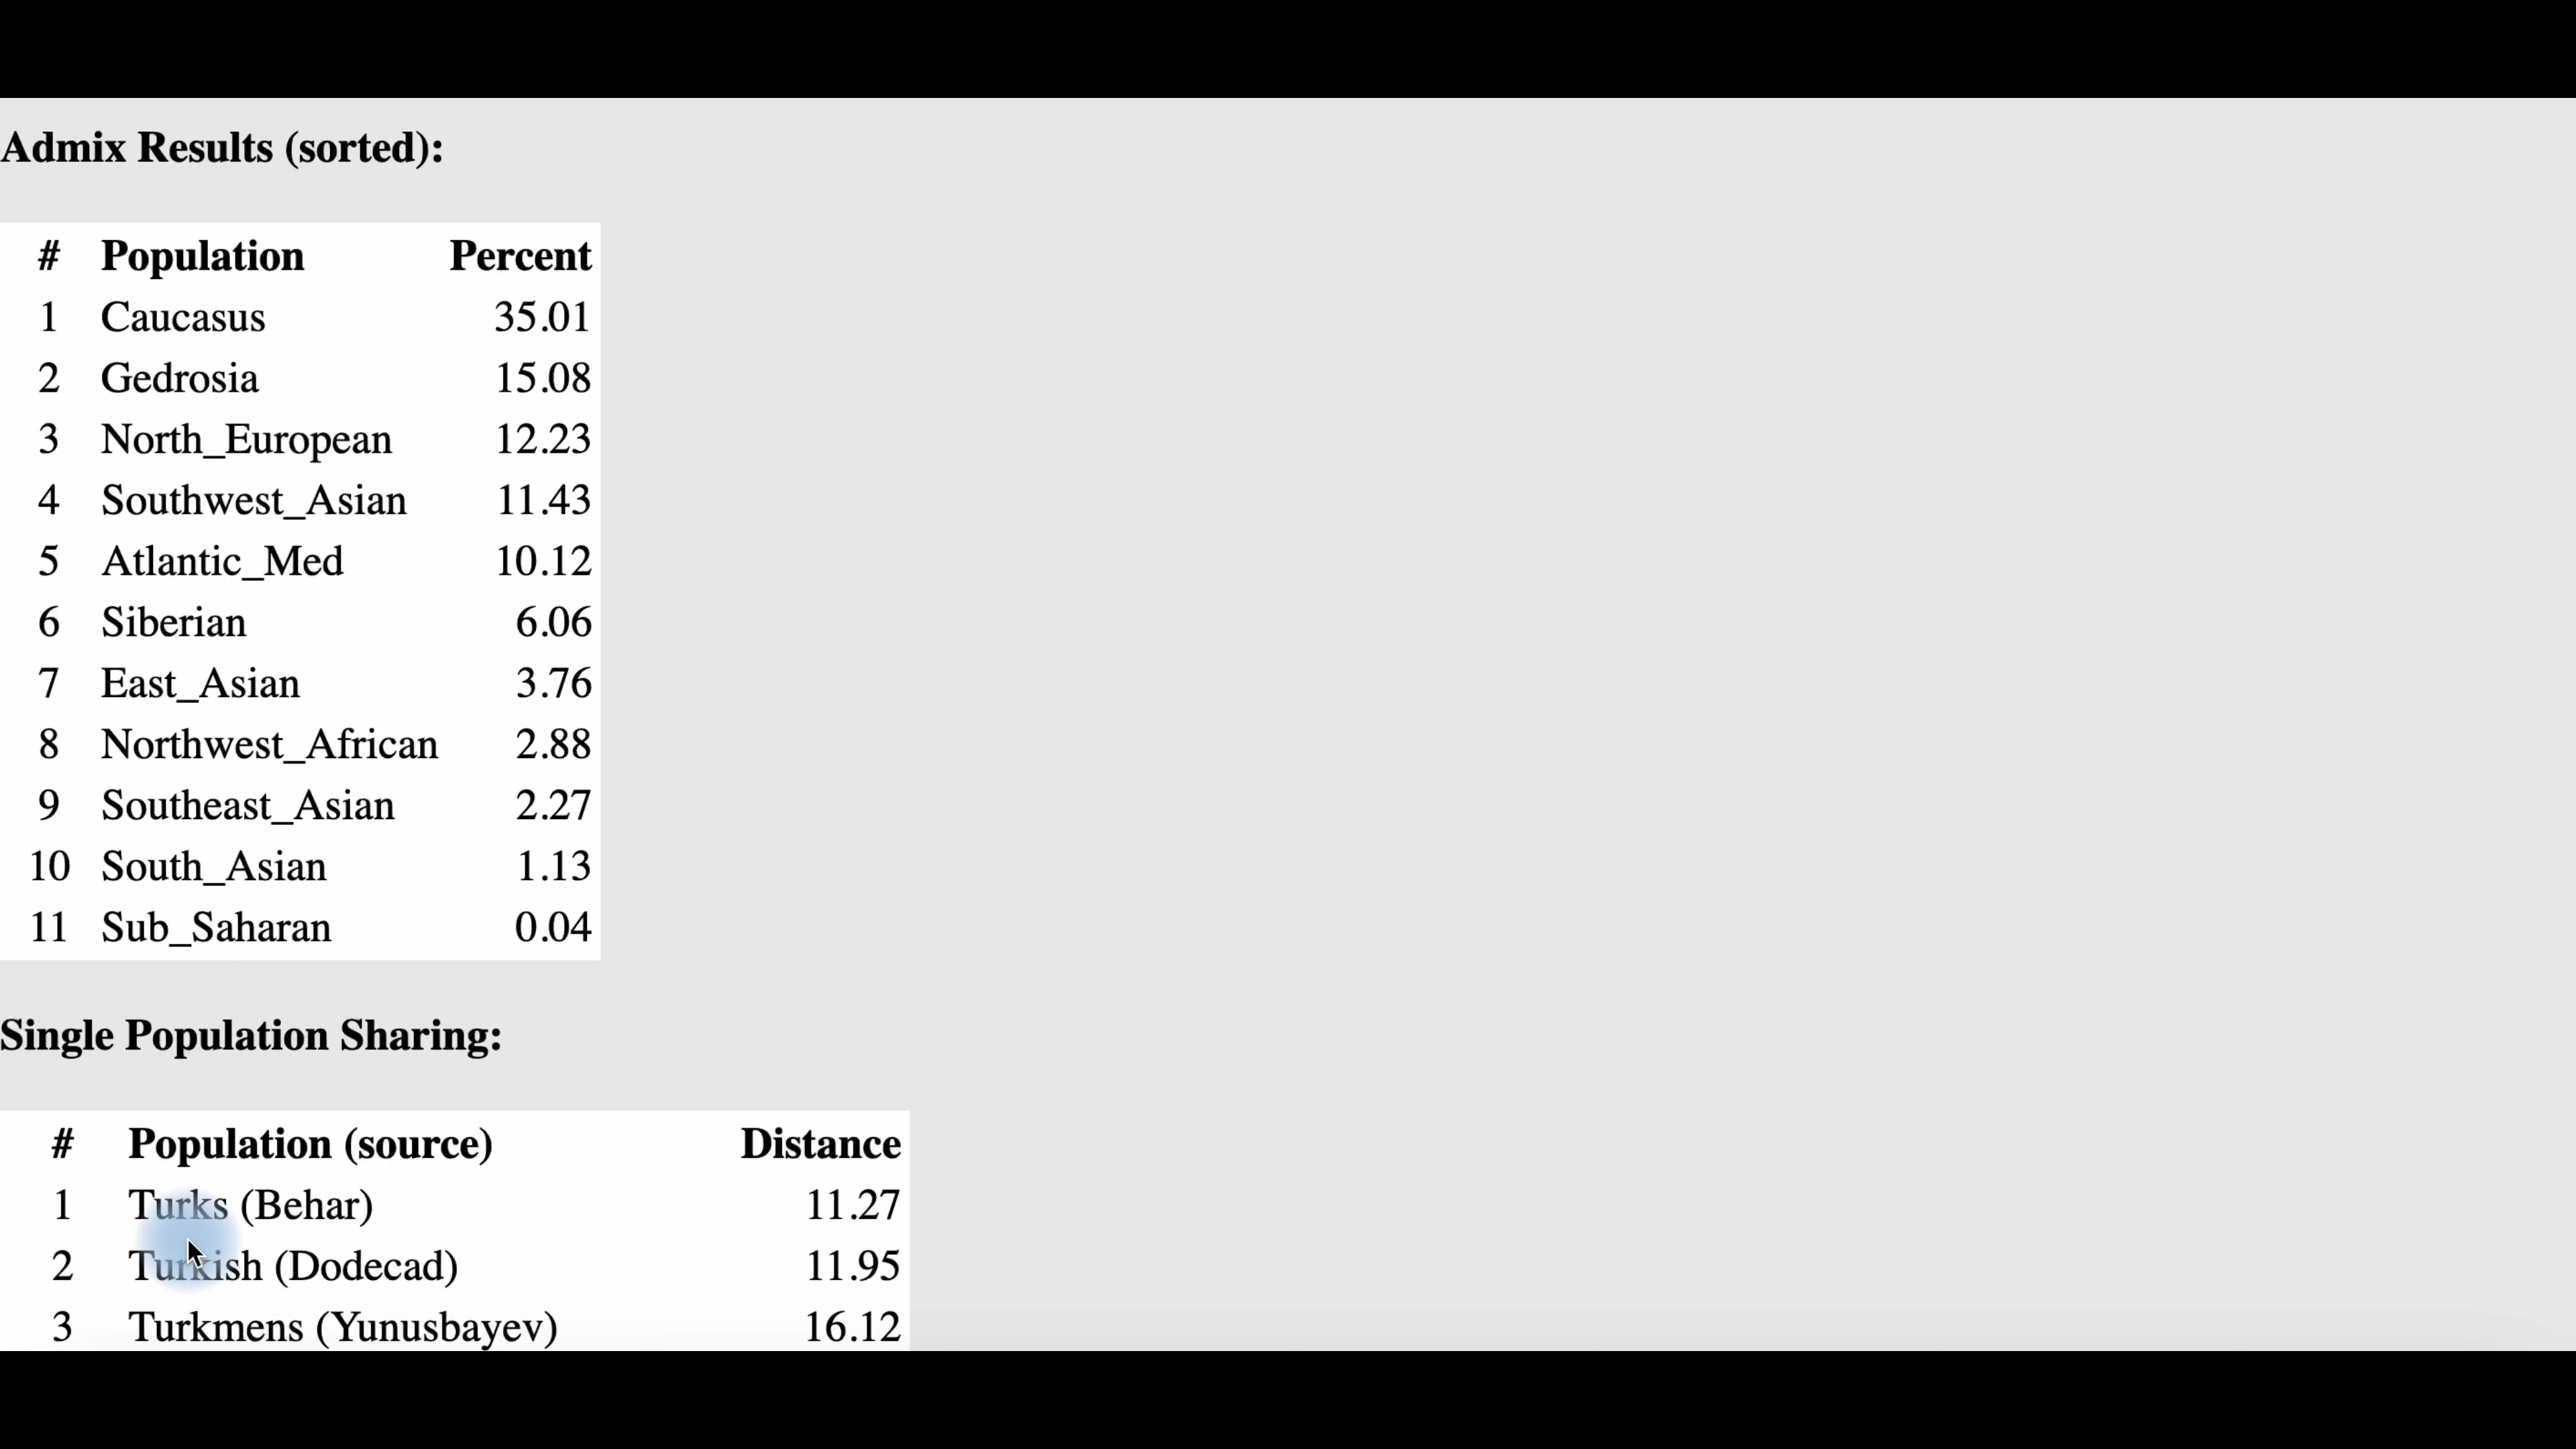 Admix Results (sorted):
# Population Percent
1 Caucasus 35.01
2 Gedrosia 15.08
3 North_European 12.23
4 Southwest_Asian 11.43
5 Atlantic_Med 10.12
6 Siberian 6.06
7 East_Asian 3.76
8 Northwest_African 2.88
9 Southeast_Asian 2.27
10 South_Asian 1.13
11 Sub_Saharan 0.04
Single Population Sharing:
# Population (source) Distance
1 Turks (Behar) 11.27
2 Turkish (Dodecad) 11.95
3 Turkmens (Yunusbayev) 16.12